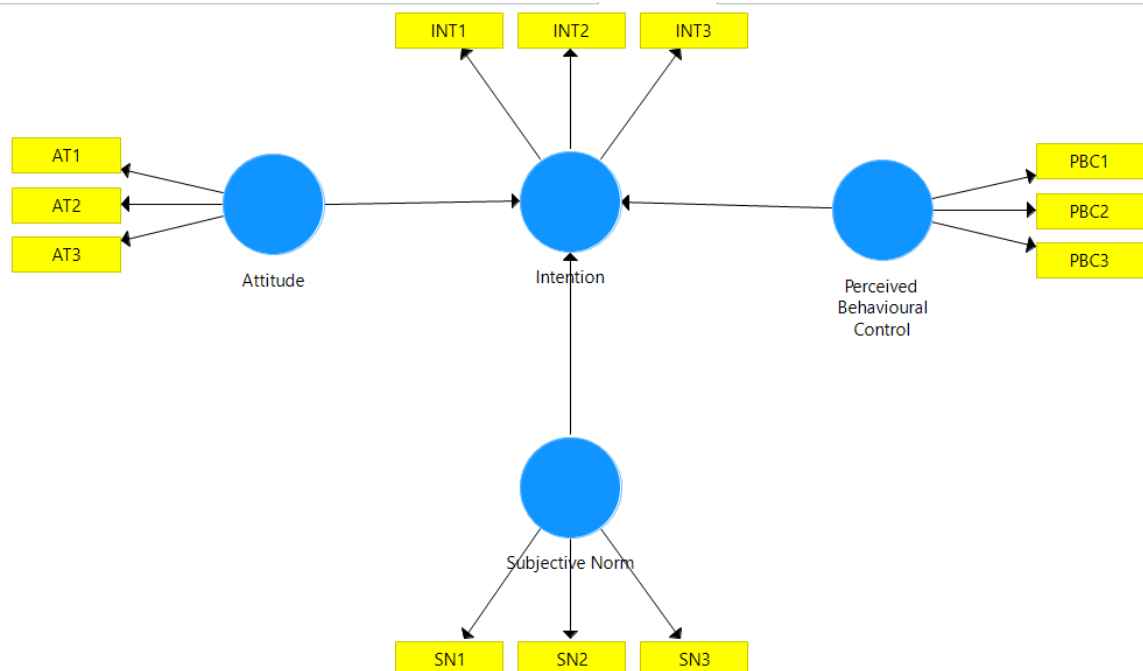 INT1
INT2
INT3
AT1
AT2
AT3
PBC1
PBC2
PBC3
Attitude
Intention
Perceived
Behavioural
Control
Subjective Norm
SN1
SN2
SN3